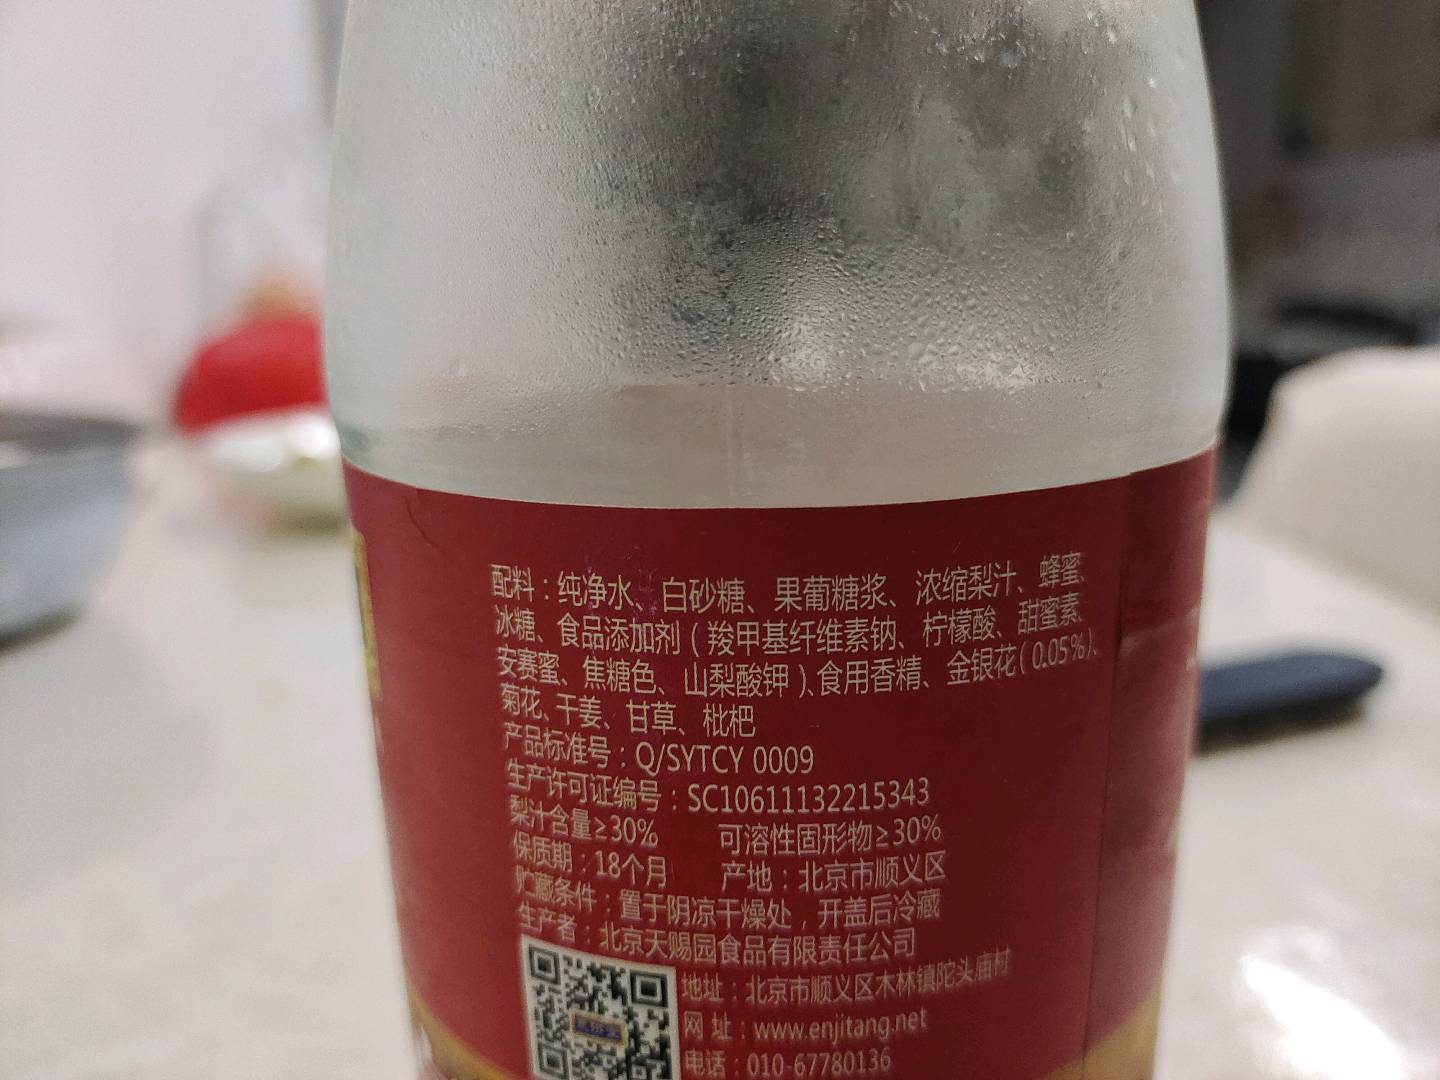 配料：纯净水、白砂糖、果葡糖浆、浓缩梨汁、蜂蜜、
冰糖、食品添加剂（羧甲基纤维素钠、柠檬酸、甜蜜素、
安赛蜜、焦糖色、山梨酸钾）、食用香精、金银花（0.05%）、
菊花、干姜、甘草、枇杷
产品标准号：Q/SYTCY 0009
生产许可证编号：SC10611132215343
梨汁含量≥30% 可溶性固形物≥30%
保质期：18个月 产地：北京市顺义区
贮藏条件：置于阴凉干燥处，开盖后冷藏
生产者：北京天赐园食品有限责任公司
地址：北京市顺义区木林镇陀头庙村
网 址：www.enjitang.net
电话：010-67780136